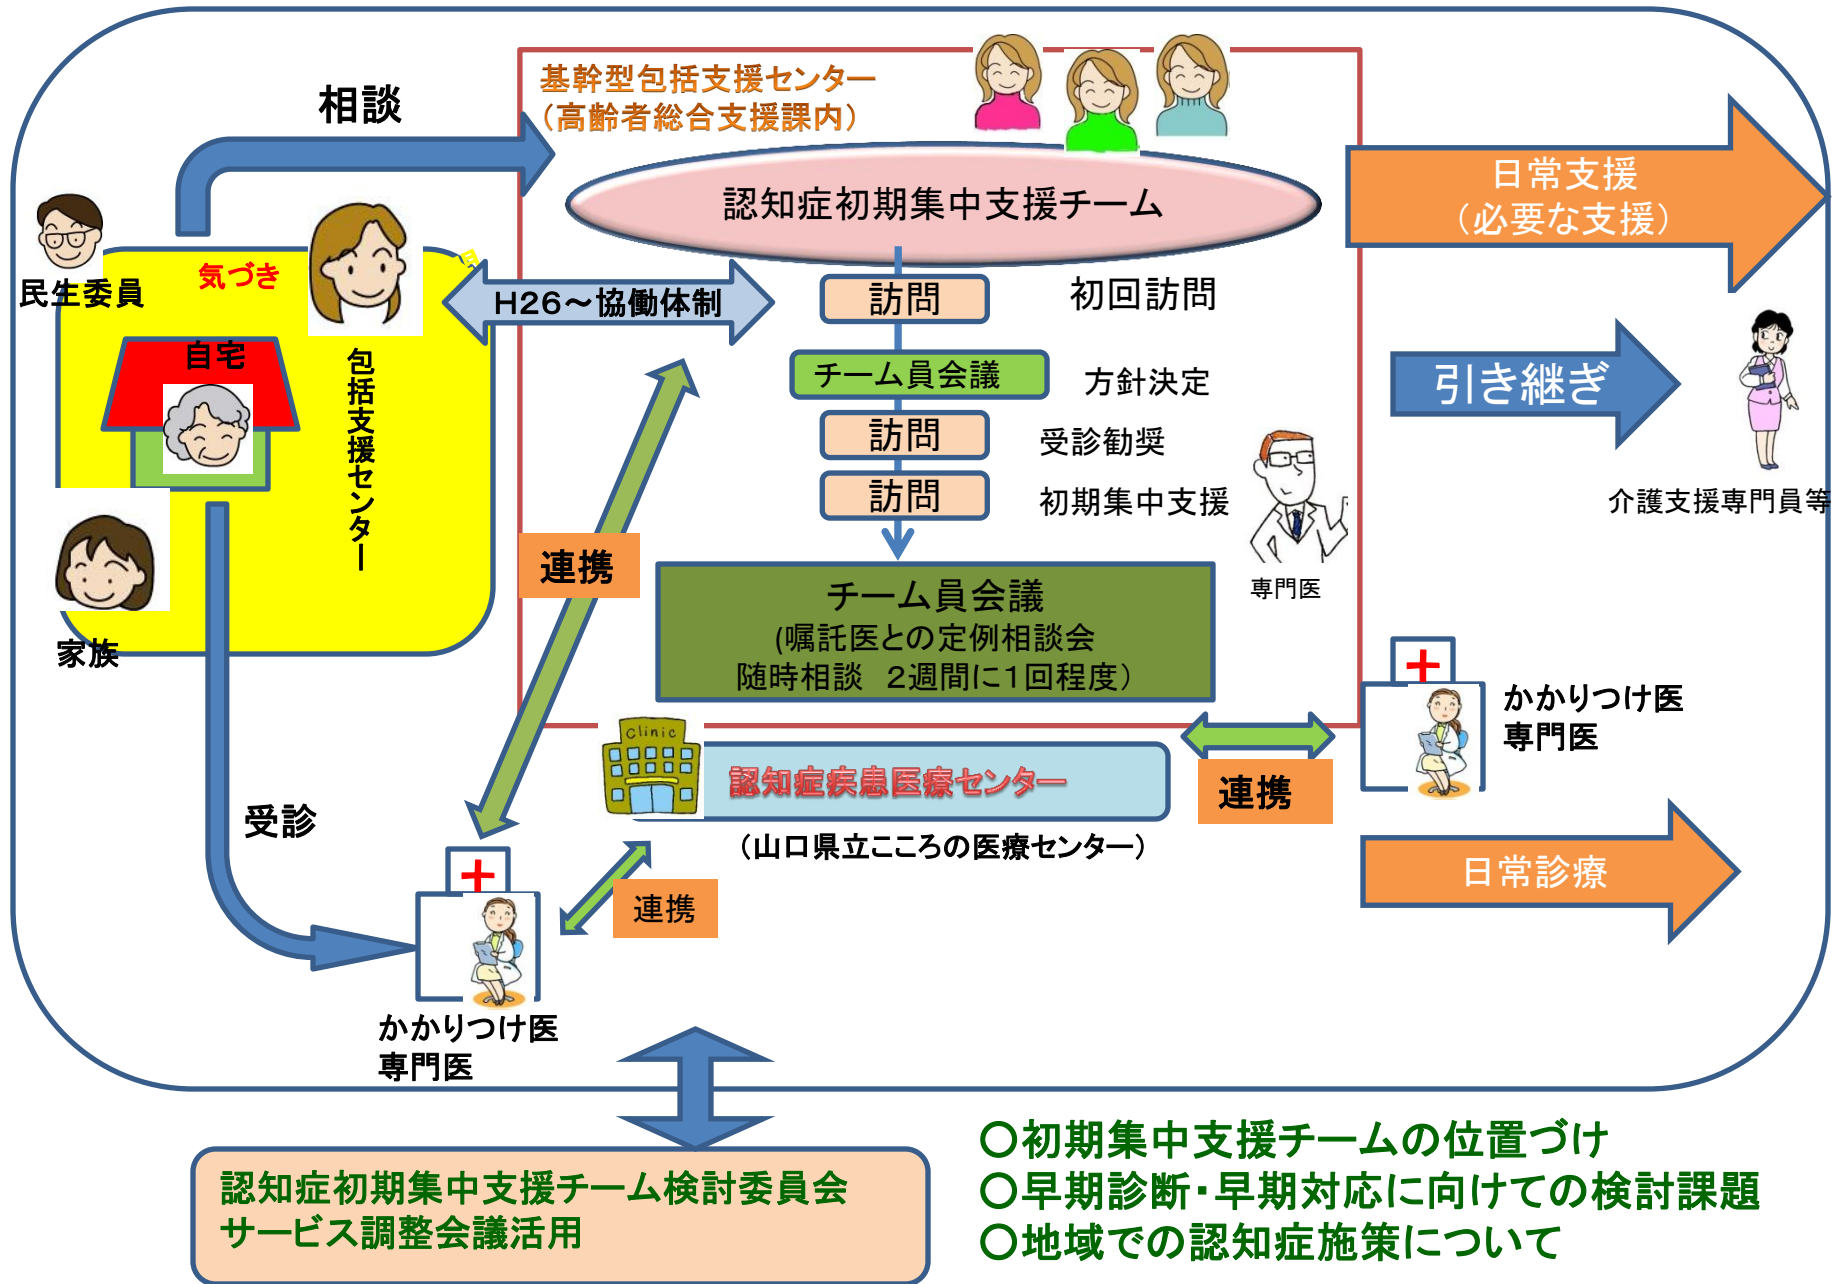 相談
基幹型包括支援センター
（高齢者総合支援課内）
認知症初期集中支援チーム
日常支援
（必要な支援）
民生委員
気づき
H26～協働体制
訪問
初回訪問
自宅
包括支援センター
チーム員会議
方針決定
引き継ぎ
訪問
受診勧奨
訪問
初期集中支援
介護支援専門員等
連携
専門医
チーム員会議
(嘱託医との定例相談会
随時相談　2週間に1回程度）
家族
かかりつけ医
専門医
Clinic
認知症疾患医療センター
連携
（山口県立こころの医療センター）
受診
日常診療
連携
かかりつけ医
専門医
認知症初期集中支援チーム検討委員会
サービス調整会議活用
○初期集中支援チームの位置づけ
○早期診断・早期対応に向けての検討課題
○地域での認知症施策について